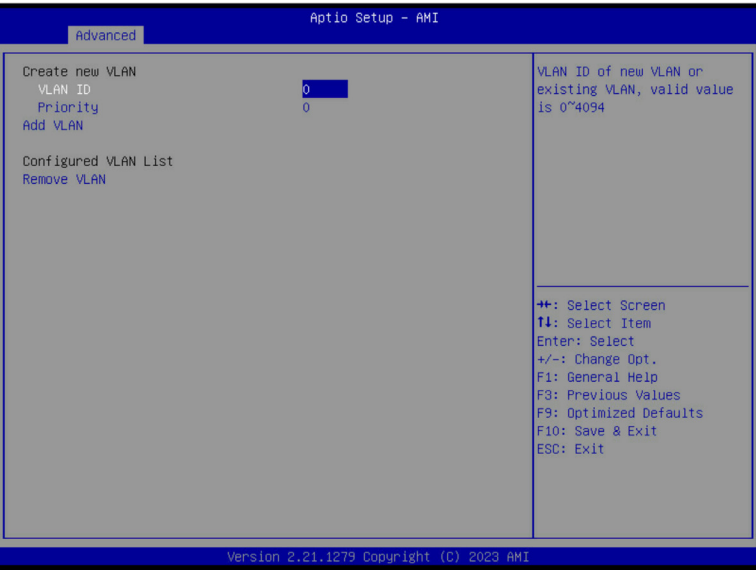 Aptio Setup – AMI
Advanced
Create new VLAN
VLAN ID 0
Priority 0
Add VLAN
Configured VLAN List
Remove VLAN
VLAN ID of new VLAN or
existing VLAN, valid value
is 0~4094
→←: Select Screen
↑↓: Select Item
Enter: Select
+/-: Change Opt.
F1: General Help
F3: Previous Values
F9: Optimized Defaults
F10: Save & Exit
ESC: Exit
Version 2.21.1279 Copyright (C) 2023 AMI